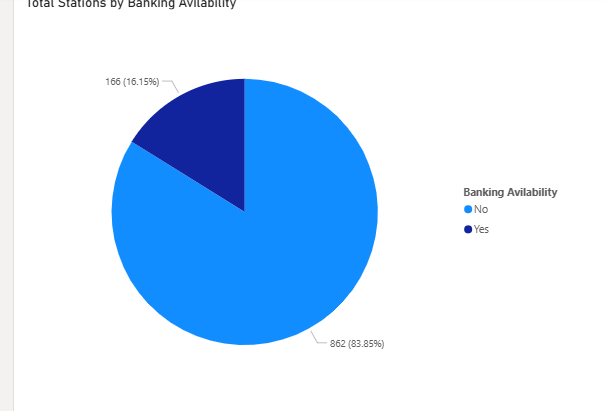 Total Stations by Banking Avilability
166 (16.15%)
Banking Avilability
No
Yes
862 (83.85%)